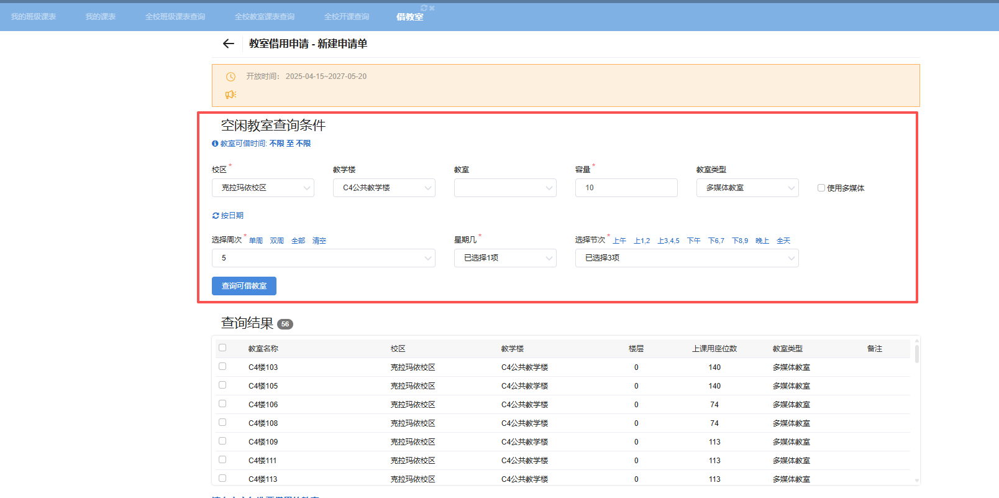 我的班级课表 我的课表 全校班级课表查询 全校教室课表查询 全校开课查询 借教室
教室借用申请 - 新建申请单
开放时间： 2025-04-15~2027-05-20
空闲教室查询条件
教室可借时间: 不限 至 不限
校区* 教学楼 教室 容量* 教室类型
克拉玛依校区 C4公共教学楼 10 多媒体教室 使用多媒体
按日期
选择周次* 单周 双周 全部 清空 星期几* 选择节次* 上午 上1,2 上3,4,5 下午 下6,7 下8,9 晚上 全天
5 已选择1项 已选择3项
查询可借教室
查询结果 56
教室名称 校区 教学楼 楼层 上课用座位数 教室类型 备注
C4楼103 克拉玛依校区 C4公共教学楼 0 140 多媒体教室
C4楼105 克拉玛依校区 C4公共教学楼 0 140 多媒体教室
C4楼106 克拉玛依校区 C4公共教学楼 0 74 多媒体教室
C4楼108 克拉玛依校区 C4公共教学楼 0 74 多媒体教室
C4楼109 克拉玛依校区 C4公共教学楼 0 113 多媒体教室
C4楼111 克拉玛依校区 C4公共教学楼 0 113 多媒体教室
C4楼113 克拉玛依校区 C4公共教学楼 0 113 多媒体教室